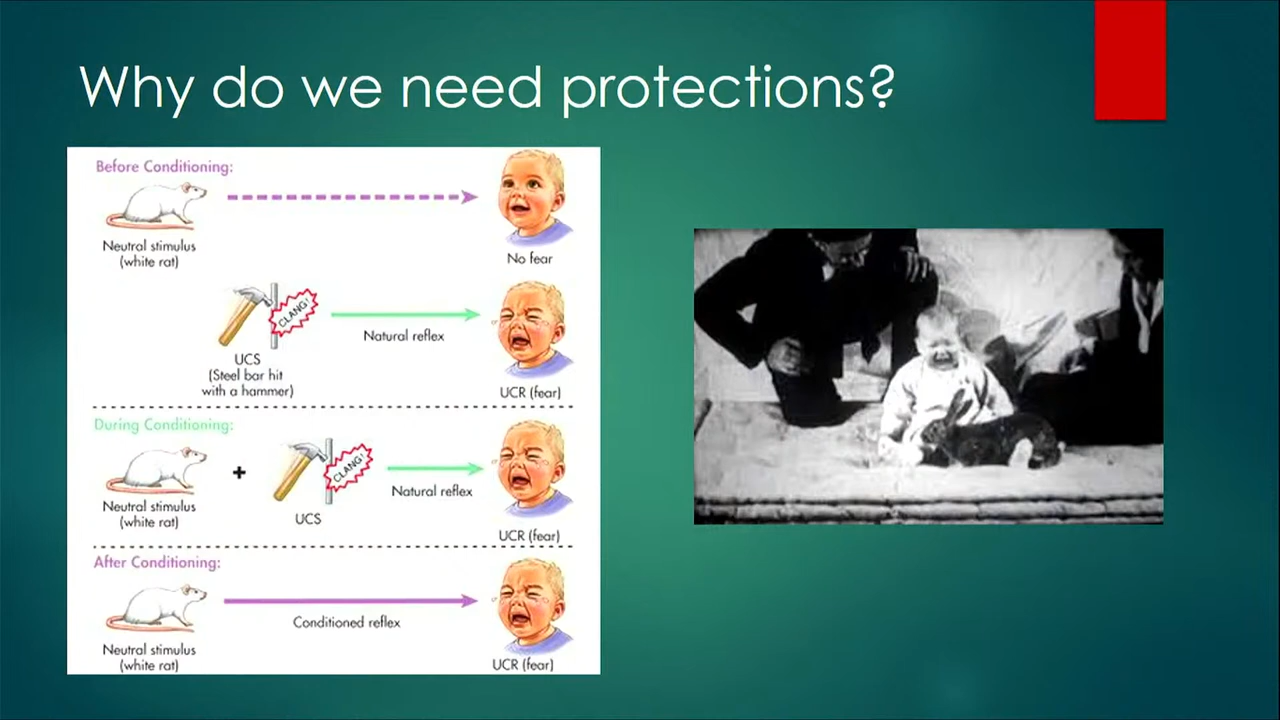 Why do we need protections?
Before Conditioning:
Neutral stimulus
(white rat)
No fear
CLANG!
Natural reflex
UCS
(Steel bar hit
with a hammer)
UCR (fear)
During Conditioning:
+
CLANG!
Natural reflex
Neutral stimulus
(white rat)
UCS
UCR (fear)
After Conditioning:
Conditioned reflex
Neutral stimulus
(white rat)
UCR (fear)